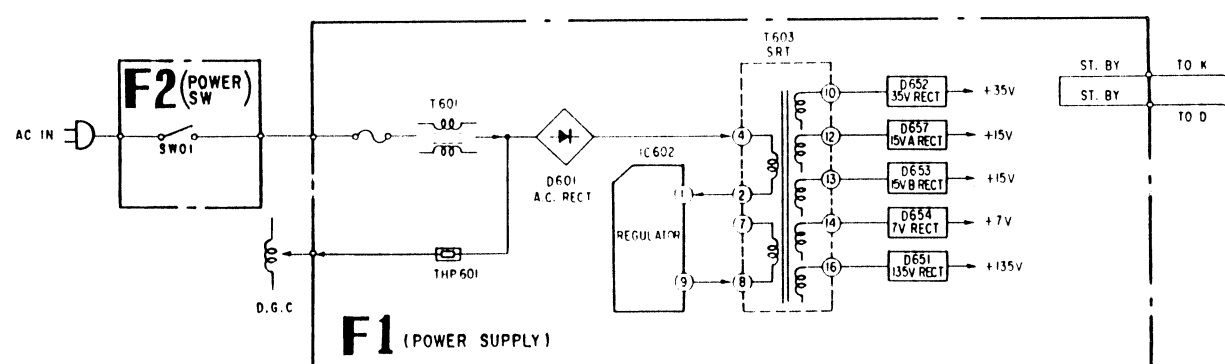 F2 (POWER SW)
AC IN
SW01
T601
D601
A.C. RECT
THP601
D.G.C
IC602
REGULATOR
1
9
T603
SRT
4
2
7
8
10
12
13
14
16
D652
35V RECT
+35V
D657
15V A RECT
+15V
D653
15V B RECT
+15V
D654
7V RECT
+7V
D651
135V RECT
+135V
ST. BY
TO K
ST. BY
TO D
F1 (POWER SUPPLY)